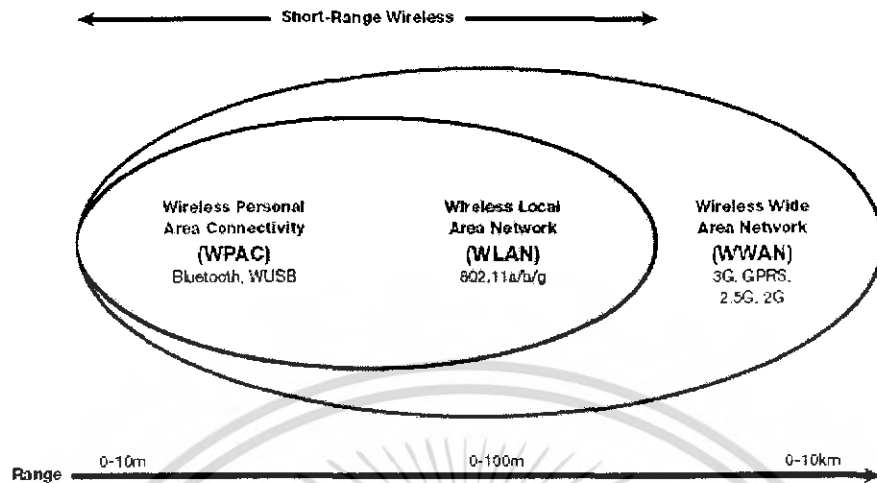 Short-Range Wireless
Wireless Personal
Area Connectivity
(WPAC)
Bluetooth, WUSB
Wireless Local
Area Network
(WLAN)
802.11a/b/g
Wireless Wide
Area Network
(WWAN)
3G, GPRS,
2.5G, 2G
0-10m
0-100m
0-10km
Range